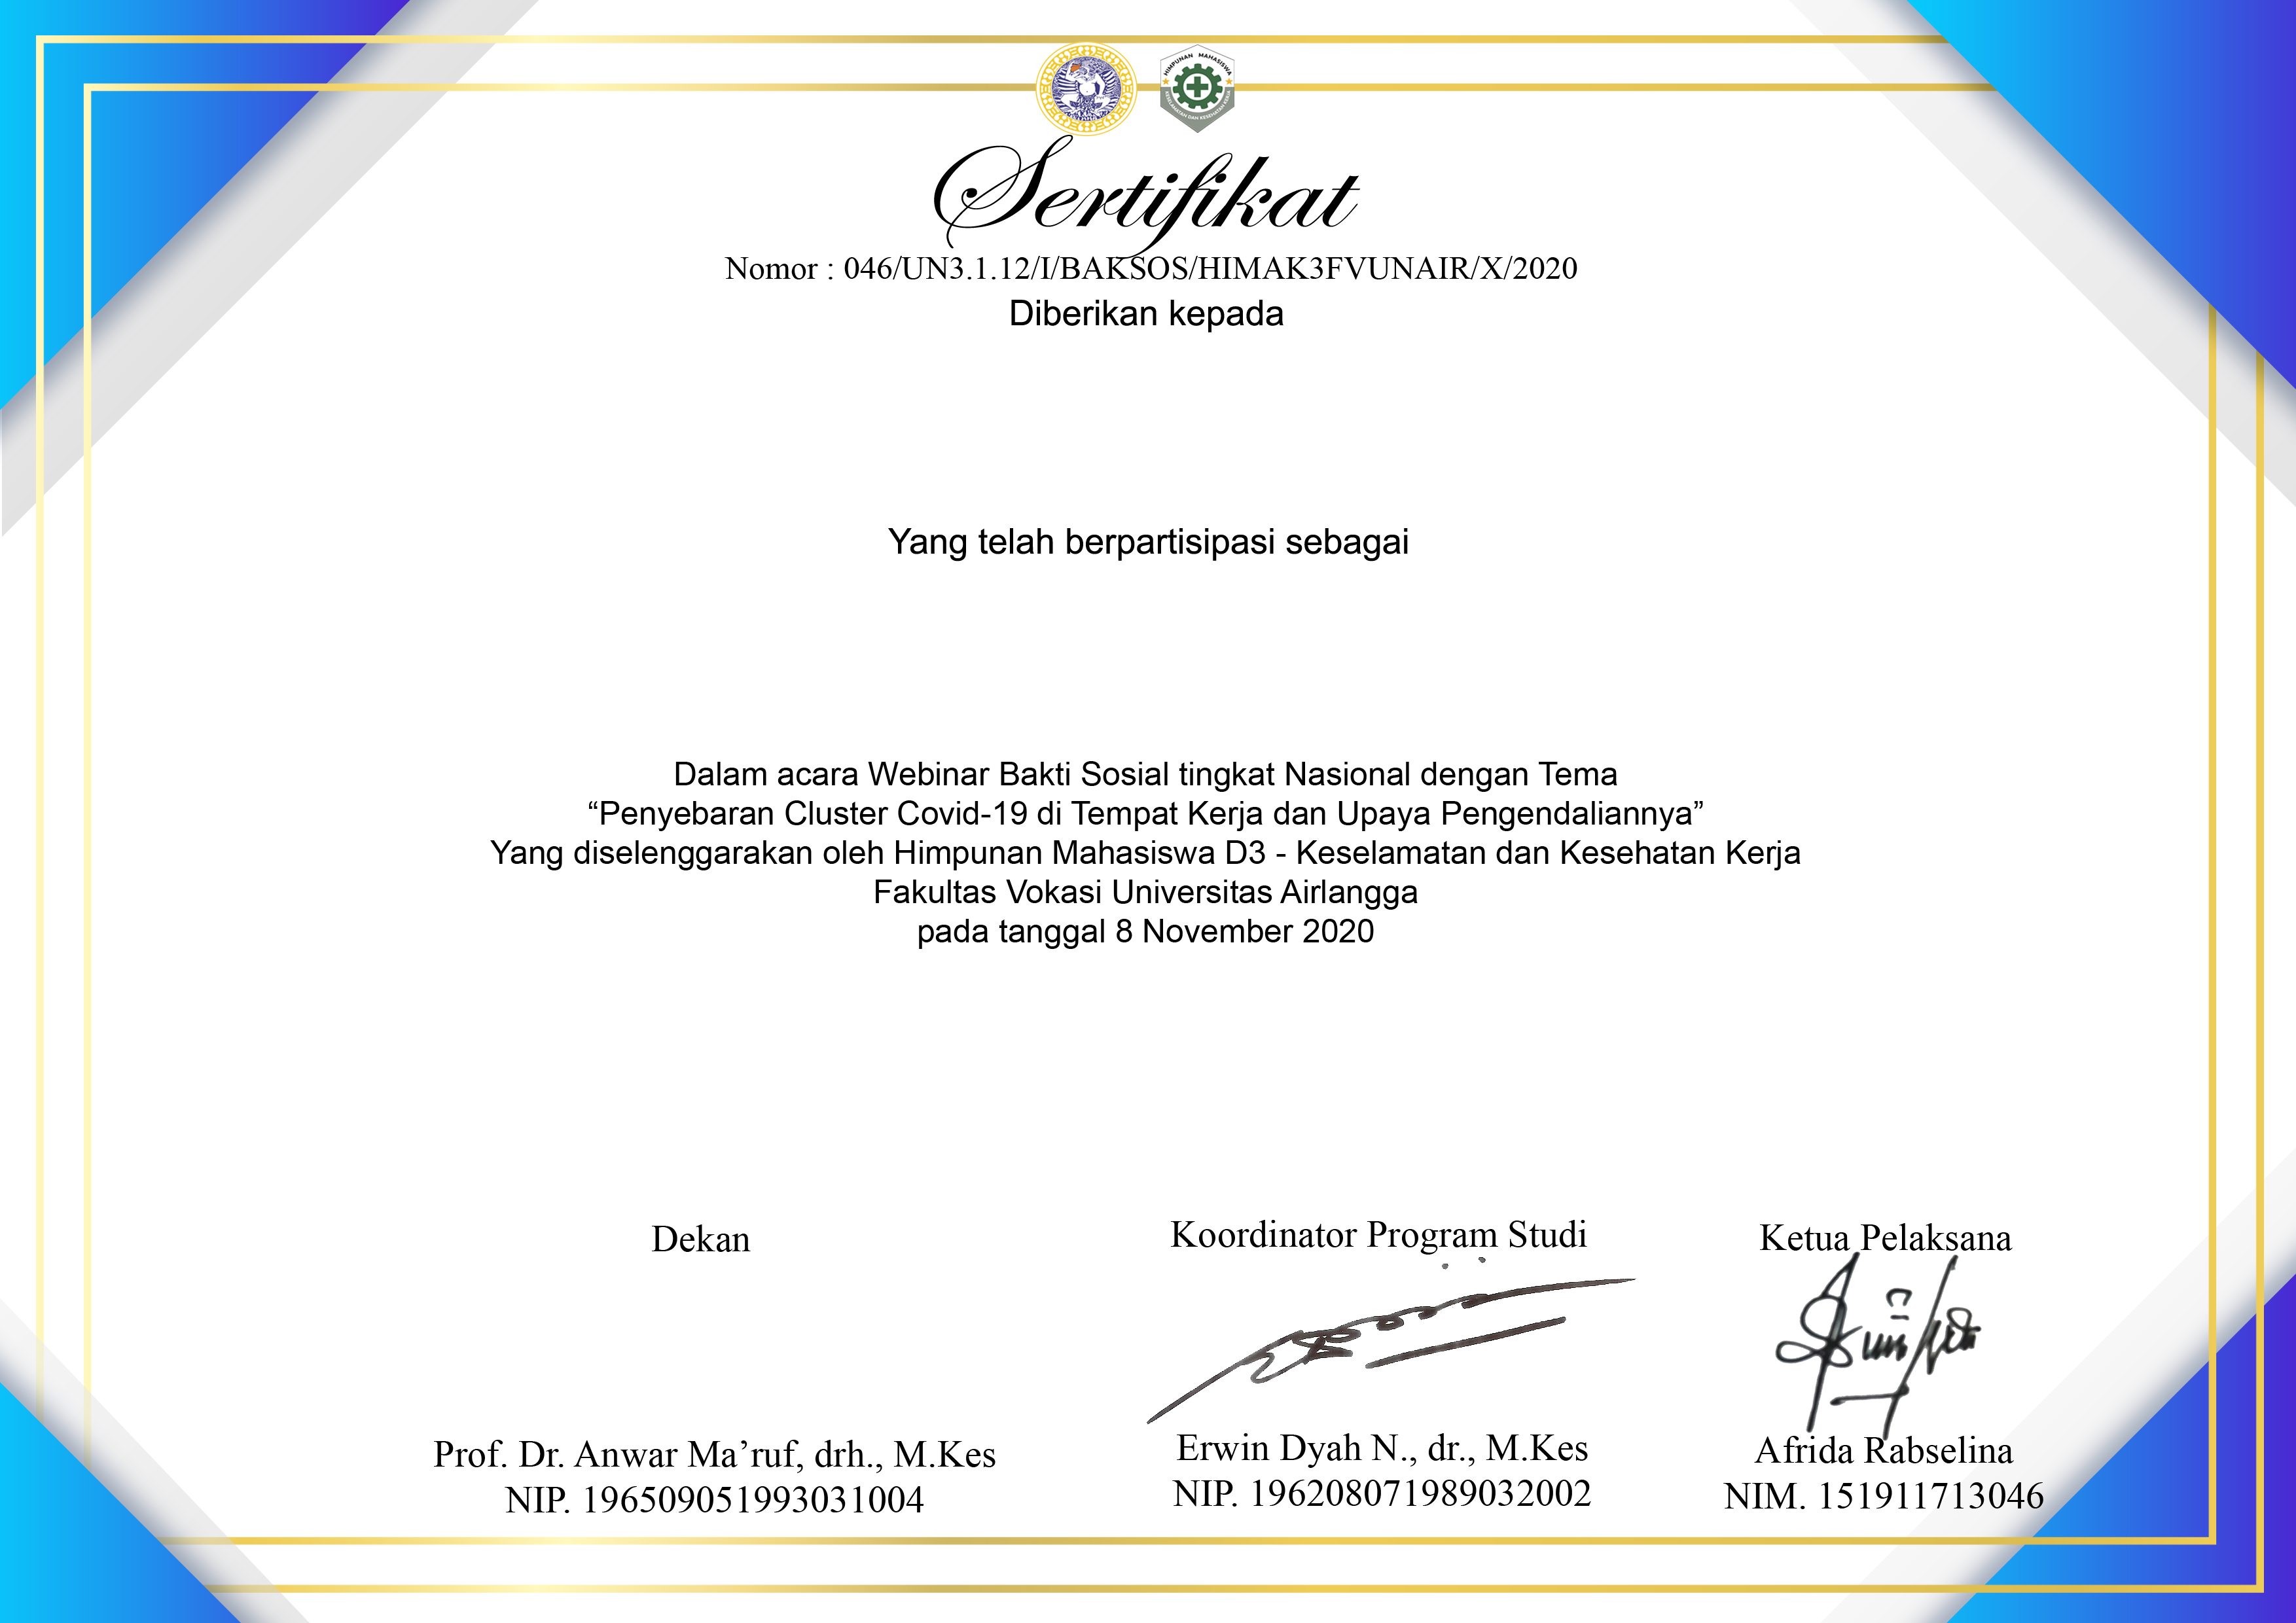 HIMPUNAN MAHASISWA
KESELAMATAN DAN KESEHATAN KERJA
Sertifikat
Nomor : 046/UN3.1.12/I/BAKSOS/HIMAK3FVUNAIR/X/2020
Diberikan kepada
Yang telah berpartisipasi sebagai
Dalam acara Webinar Bakti Sosial tingkat Nasional dengan Tema
“Penyebaran Cluster Covid-19 di Tempat Kerja dan Upaya Pengendaliannya”
Yang diselenggarakan oleh Himpunan Mahasiswa D3 - Keselamatan dan Kesehatan Kerja
Fakultas Vokasi Universitas Airlangga
pada tanggal 8 November 2020
Dekan
Prof. Dr. Anwar Ma’ruf, drh., M.Kes
NIP. 196509051993031004
Koordinator Program Studi
Erwin Dyah N., dr., M.Kes
NIP. 196208071989032002
Ketua Pelaksana
Afrida Rabselina
NIM. 151911713046